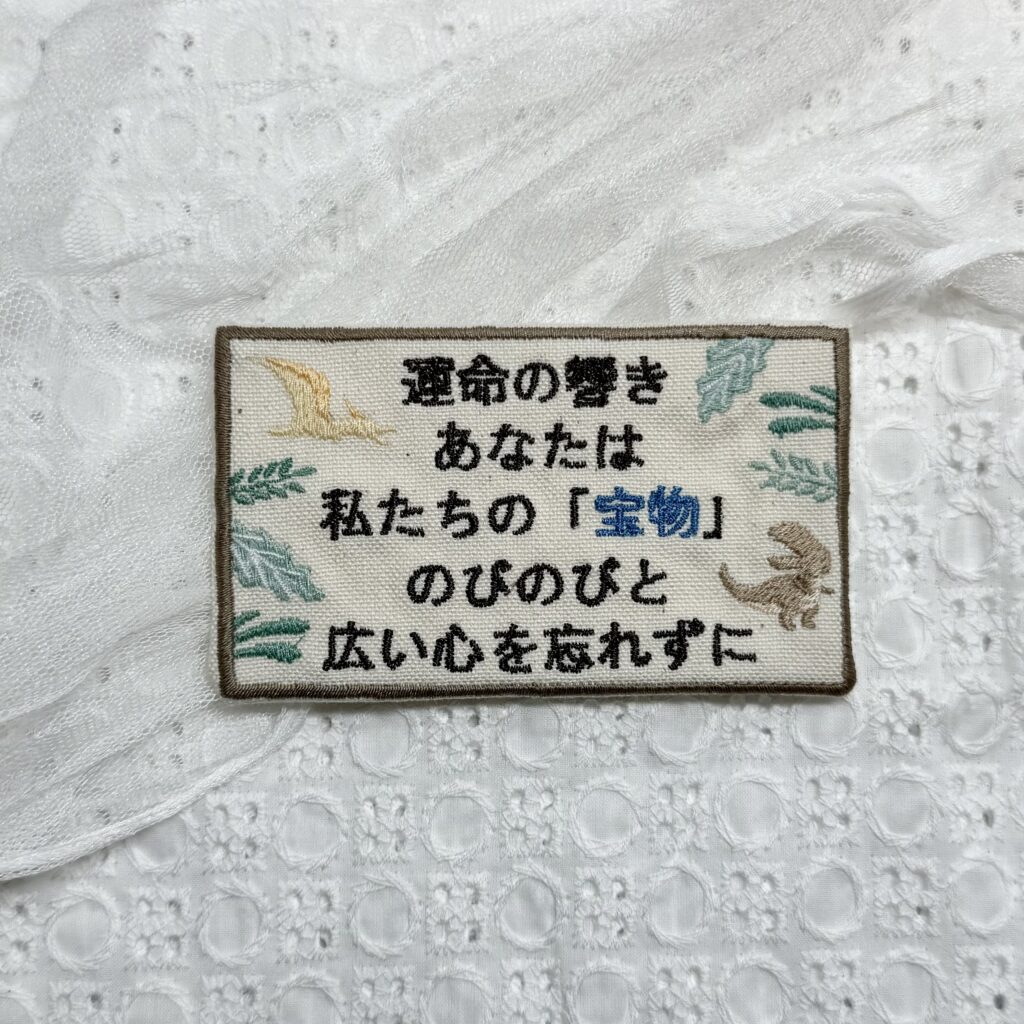 運命の響き
あなたは
私たちの「宝物」
のびのびと
広い心を忘れずに